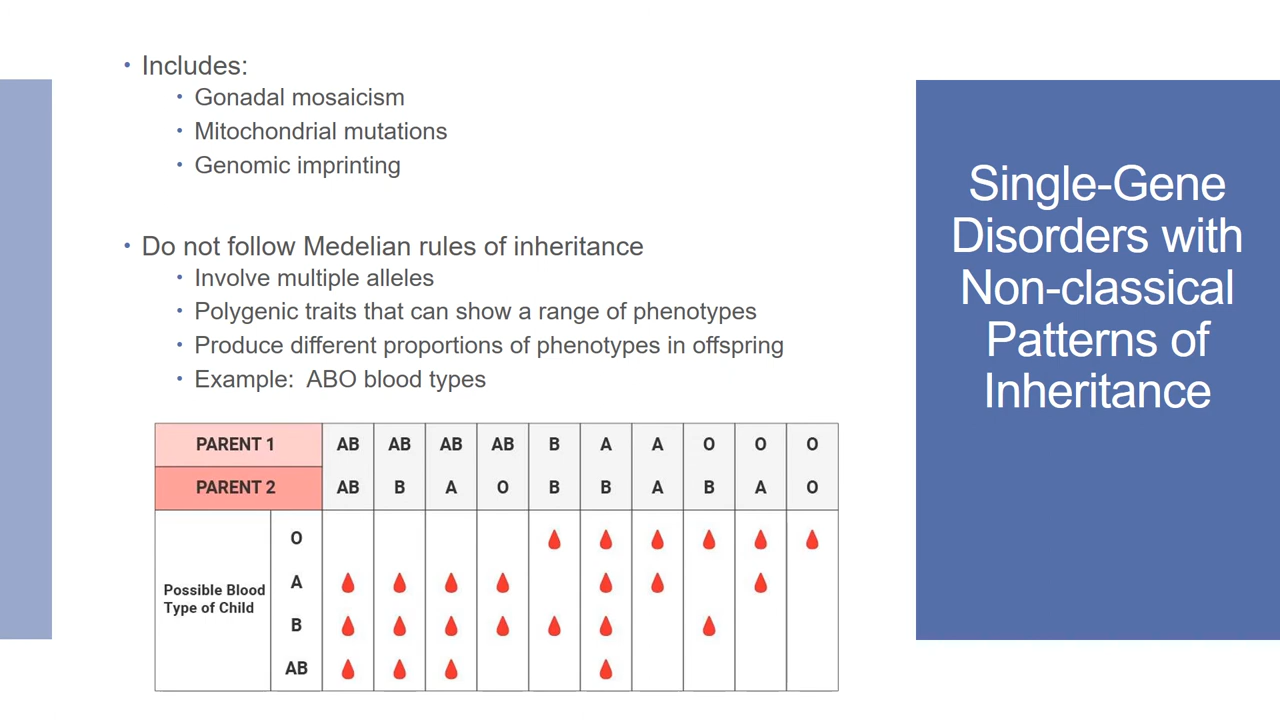 • Includes:
• Gonadal mosaicism
• Mitochondrial mutations
• Genomic imprinting
• Do not follow Medelian rules of inheritance
• Involve multiple alleles
• Polygenic traits that can show a range of phenotypes
• Produce different proportions of phenotypes in offspring
• Example:  ABO blood types
PARENT 1 AB AB AB AB B A A O O O
PARENT 2 AB B A O B B A B A O
Possible Blood
Type of Child
O
A
B
AB
Single-Gene
Disorders with
Non-classical
Patterns of
Inheritance